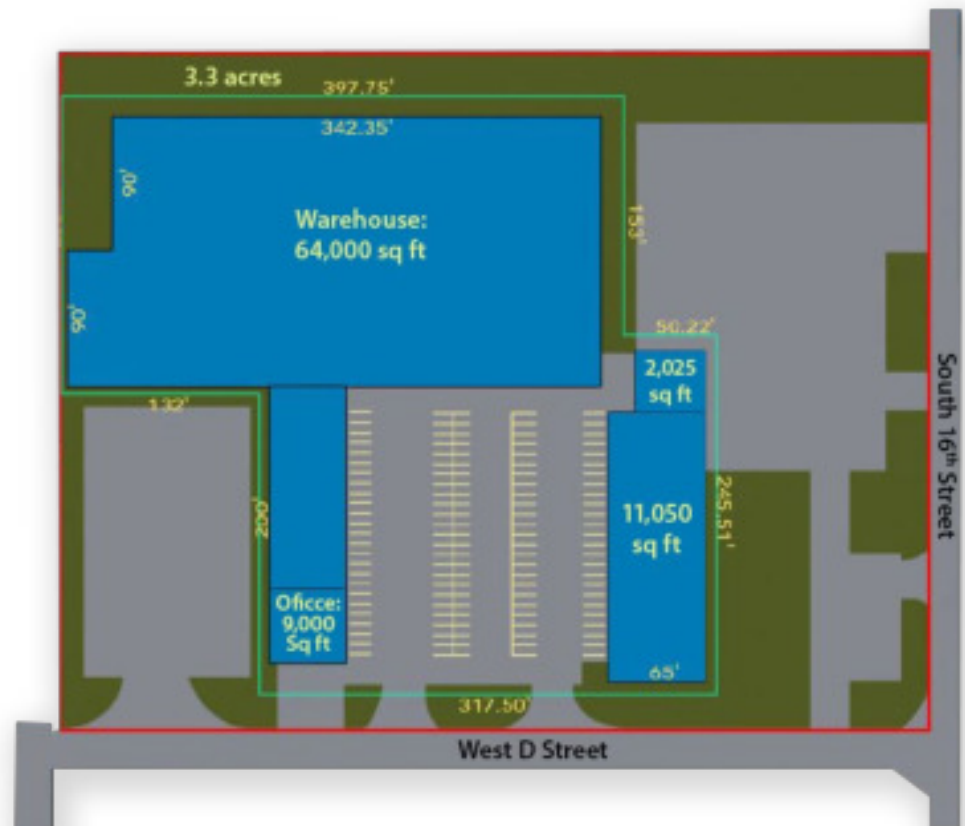 3.3 acres
397.75'
342.35'
90'
Warehouse:
64,000 sq ft
153'
90'
50.22'
2,025
sq ft
132'
South 16th Street
200'
11,050
sq ft
245.51'
Oficce:
9,000
Sq ft
65'
317.50'
West D Street